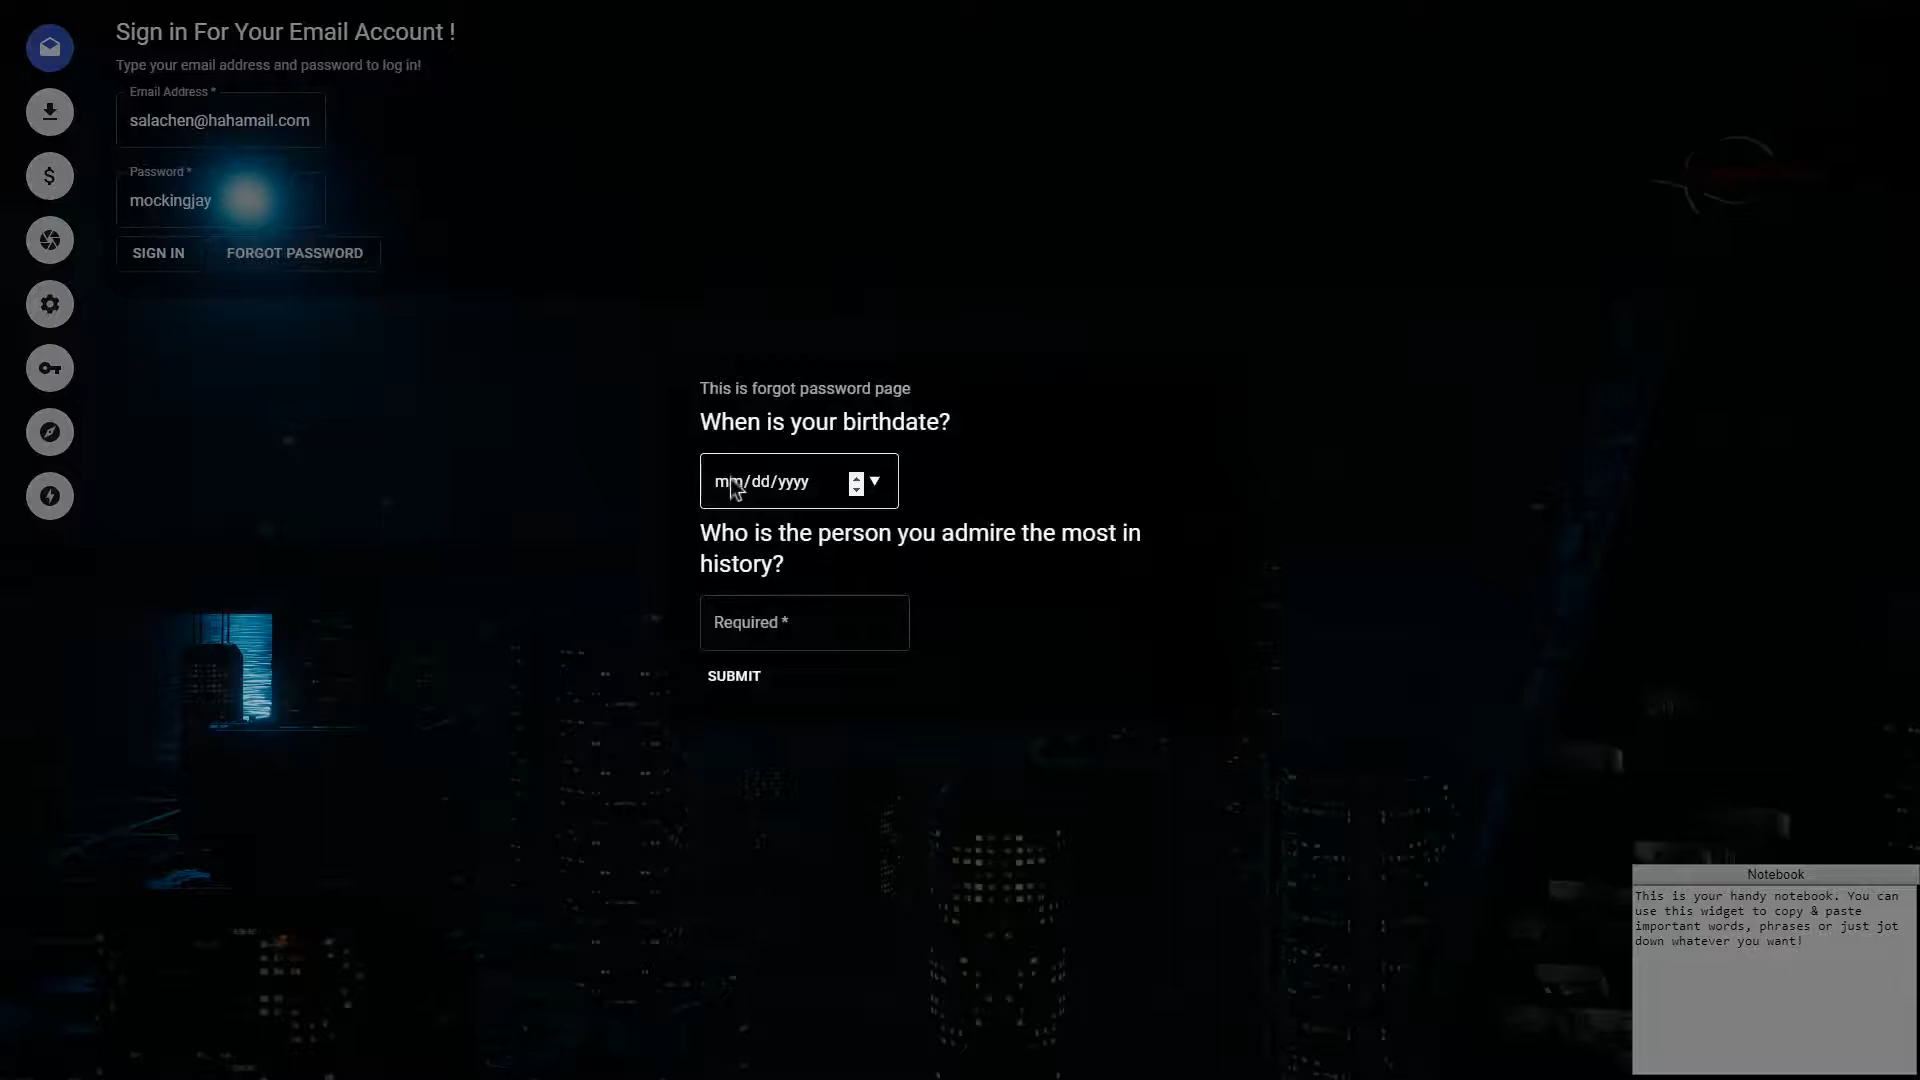 Sign in For Your Email Account !
Type your email address and password to log in!
Email Address *
salachen@hahamail.com
Password *
mockingjay
SIGN IN
FORGOT PASSWORD
This is forgot password page
When is your birthdate?
mm/dd/yyyy
Who is the person you admire the most in
history?
Required *
SUBMIT
Notebook
This is your handy notebook. You can
use this widget to copy & paste
important words, phrases or just jot
down whatever you want!